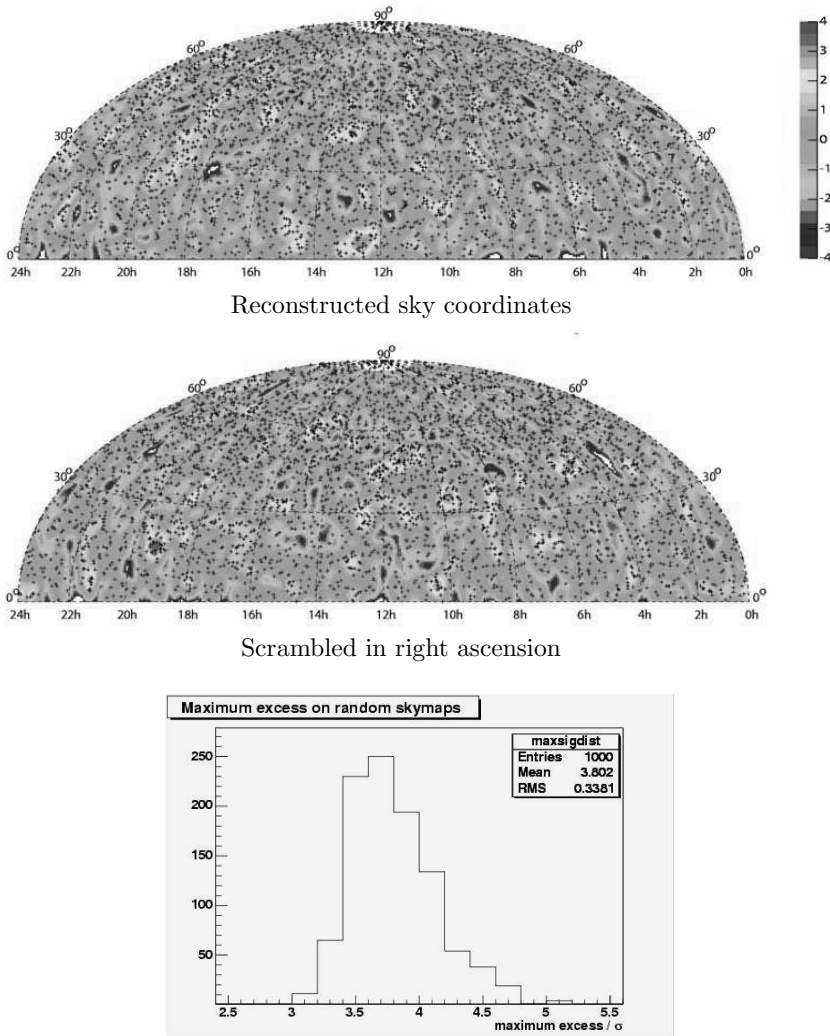 90°
60° 60°
30° 30°
0° 0°
24h 22h 20h 18h 16h 14h 12h 10h 8h 6h 4h 2h 0h
4
3
2
1
0
-1
-2
-3
-4
Reconstructed sky coordinates
90°
60° 60°
30° 30°
0° 0°
24h 22h 20h 18h 16h 14h 12h 10h 8h 6h 4h 2h 0h
Scrambled in right ascension
Maximum excess on random skymaps
maxsigdist
Entries 1000
Mean 3.802
RMS 0.3381
250
200
150
100
50
2.5 3 3.5 4 4.5 5 5.5
maximum excess / σ